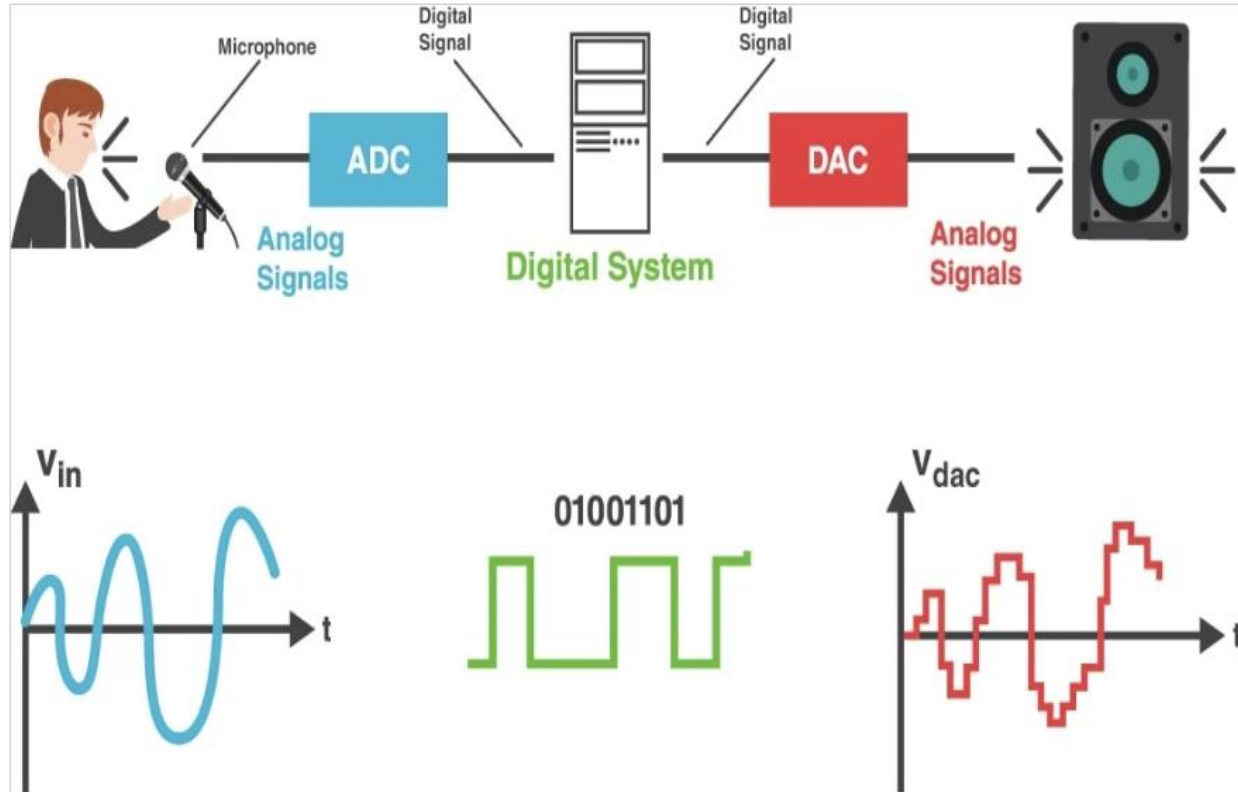 Microphone
Digital
Signal
Digital
Signal
ADC
DAC
Analog
Signals
Digital System
Analog
Signals
Vin
t
01001101
Vdac
t